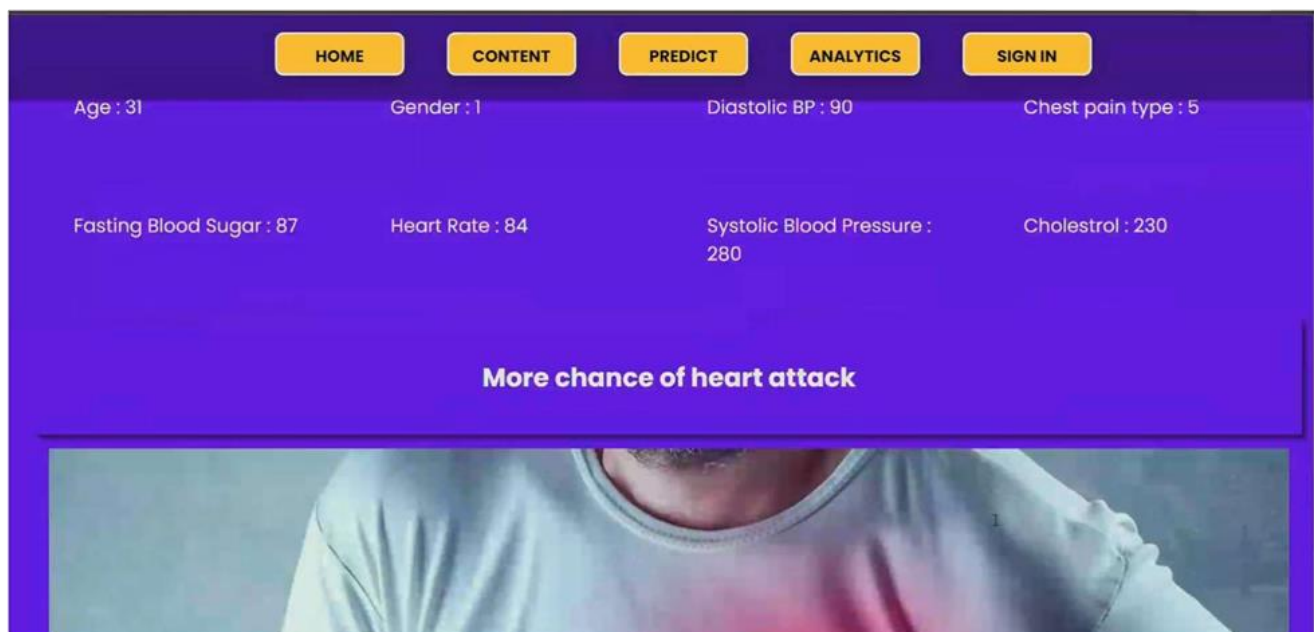 HOME CONTENT PREDICT ANALYTICS SIGN IN
Age : 31 Gender : 1 Diastolic BP : 90 Chest pain type : 5
Fasting Blood Sugar : 87 Heart Rate : 84 Systolic Blood Pressure : Cholestrol : 230
280
More chance of heart attack